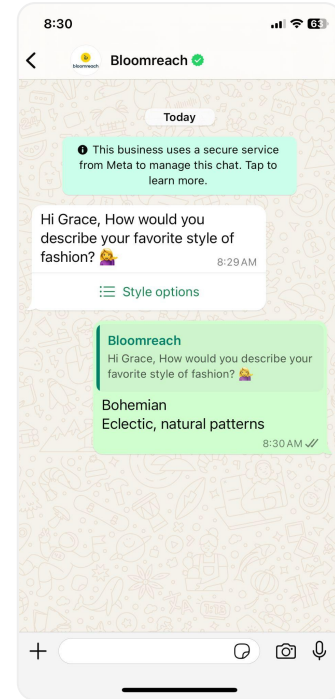 8:30
63
bloomreach
Bloomreach
Today
This business uses a secure service
from Meta to manage this chat. Tap to
learn more.
Hi Grace, How would you
describe your favorite style of
fashion? 💇‍♀️
8:29 AM
Style options
Bloomreach
Hi Grace, How would you describe your
favorite style of fashion? 💇‍♀️
Bohemian
Eclectic, natural patterns
8:30 AM